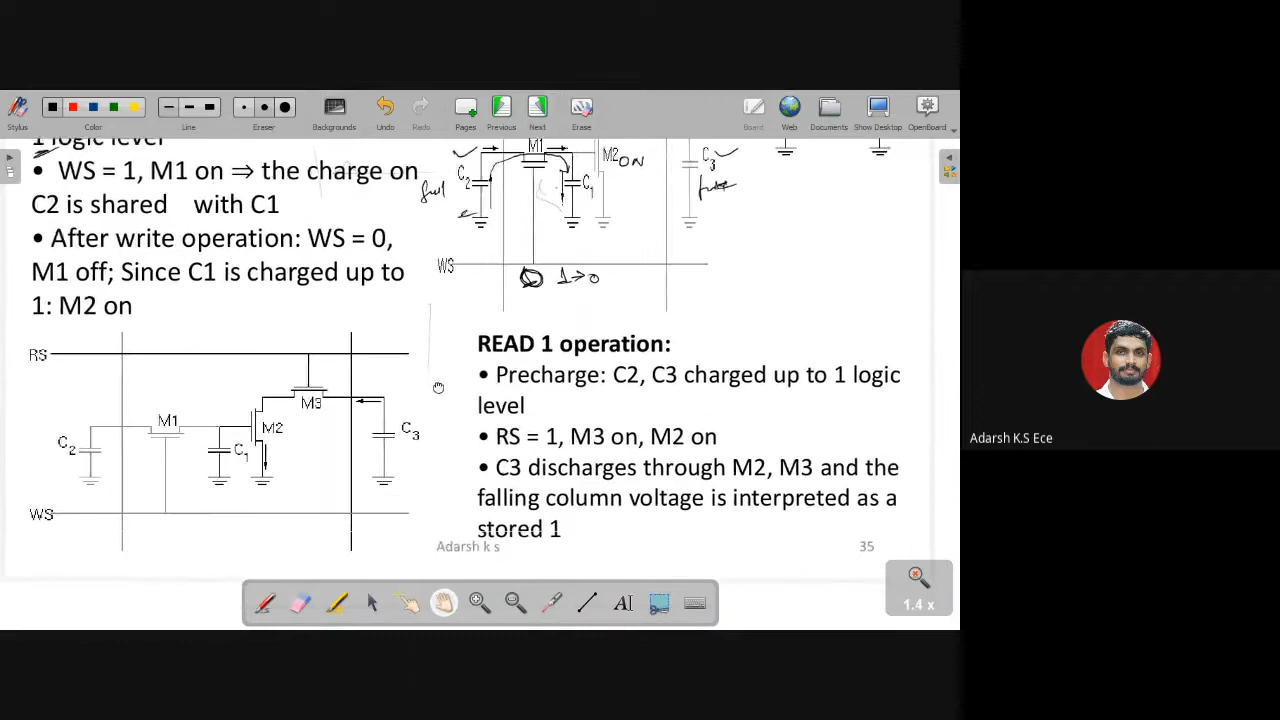 Stylus
Color
Line
Eraser
Backgrounds
Undo
Redo
Pages
Previous
Next
Erase
Board
Web
Documents
Show Desktop
OpenBoard
1 logic level
• WS = 1, M1 on ⇒ the charge on
C2 is shared with C1
• After write operation: WS = 0,
M1 off; Since C1 is charged up to
1: M2 on
M1
M2 ON
C2
C1
C3
WS
1→0
RS
M3
M1
M2
C2
C1
C3
WS
READ 1 operation:
• Precharge: C2, C3 charged up to 1 logic
level
• RS = 1, M3 on, M2 on
• C3 discharges through M2, M3 and the
falling column voltage is interpreted as a
stored 1
Adarsh k s
35
1.4 x
Adarsh K.S Ece